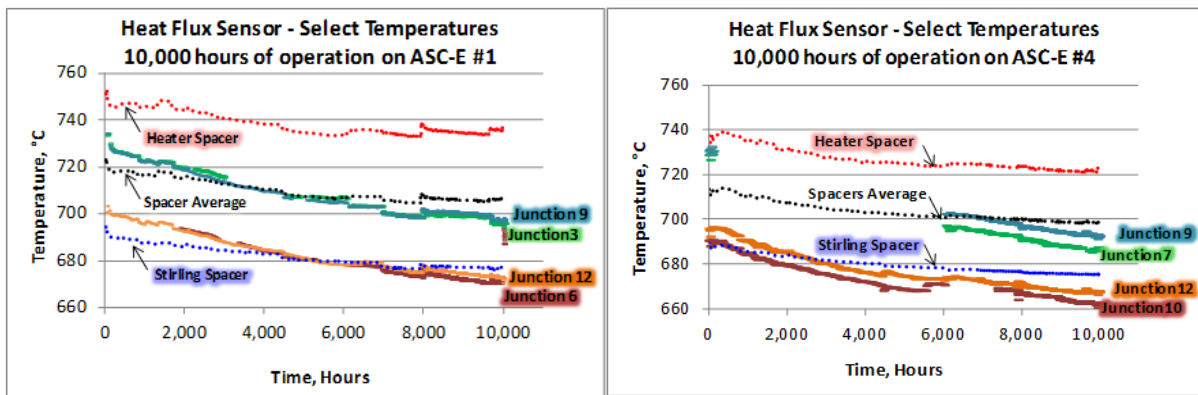 Heat Flux Sensor - Select Temperatures
10,000 hours of operation on ASC-E #1
Temperature, °C
760
740
720
700
680
660
Heater Spacer
Spacer Average
Stirling Spacer
Junction 9
Junction3
Junction 12
Junction 6
0
2,000
4,000
6,000
8,000
10,000
Time, Hours
Heat Flux Sensor - Select Temperatures
10,000 hours of operation on ASC-E #4
Temperature, °C
760
740
720
700
680
660
Heater Spacer
Spacers Average
Stirling Spacer
Junction 9
Junction7
Junction 12
Junction10
0
2,000
4,000
6,000
8,000
10,000
Time, Hours